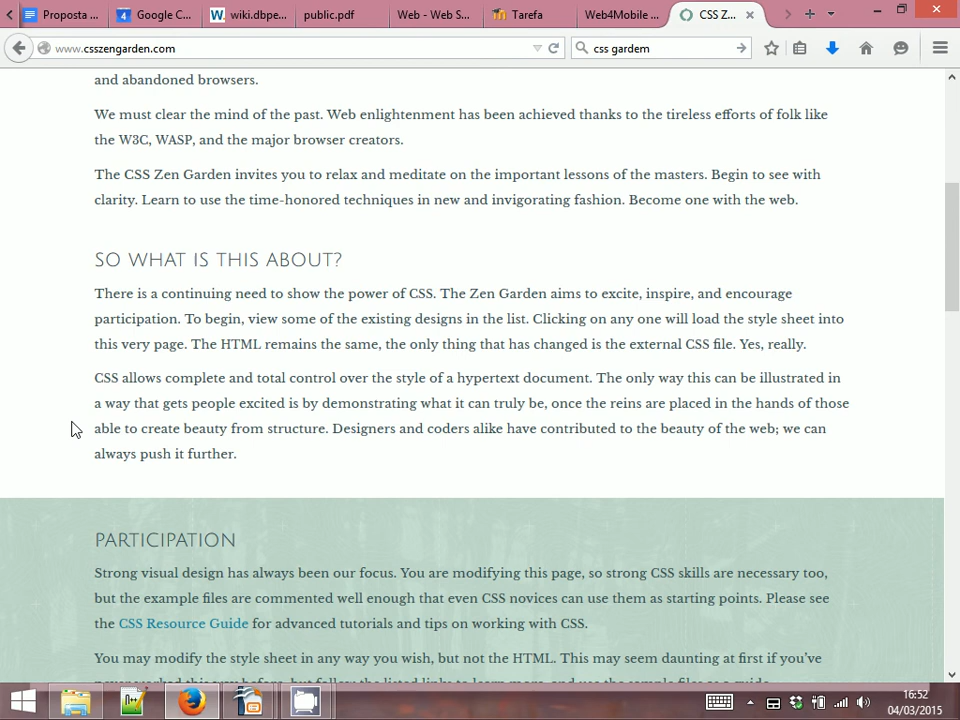 Proposta ...
Google C...
wiki.dbpe...
public.pdf
Web - Web S...
Tarefa
Web4Mobile ...
CSS Z...
www.csszengarden.com
css gardem
and abandoned browsers.
We must clear the mind of the past. Web enlightenment has been achieved thanks to the tireless efforts of folk like
the W3C, WASP, and the major browser creators.
The CSS Zen Garden invites you to relax and meditate on the important lessons of the masters. Begin to see with
clarity. Learn to use the time-honored techniques in new and invigorating fashion. Become one with the web.
SO WHAT IS THIS ABOUT?
There is a continuing need to show the power of CSS. The Zen Garden aims to excite, inspire, and encourage
participation. To begin, view some of the existing designs in the list. Clicking on any one will load the style sheet into
this very page. The HTML remains the same, the only thing that has changed is the external CSS file. Yes, really.
CSS allows complete and total control over the style of a hypertext document. The only way this can be illustrated in
a way that gets people excited is by demonstrating what it can truly be, once the reins are placed in the hands of those
able to create beauty from structure. Designers and coders alike have contributed to the beauty of the web; we can
always push it further.
PARTICIPATION
Strong visual design has always been our focus. You are modifying this page, so strong CSS skills are necessary too,
but the example files are commented well enough that even CSS novices can use them as starting points. Please see
the CSS Resource Guide for advanced tutorials and tips on working with CSS.
You may modify the style sheet in any way you wish, but not the HTML. This may seem daunting at first if you've
16:52
04/03/2015